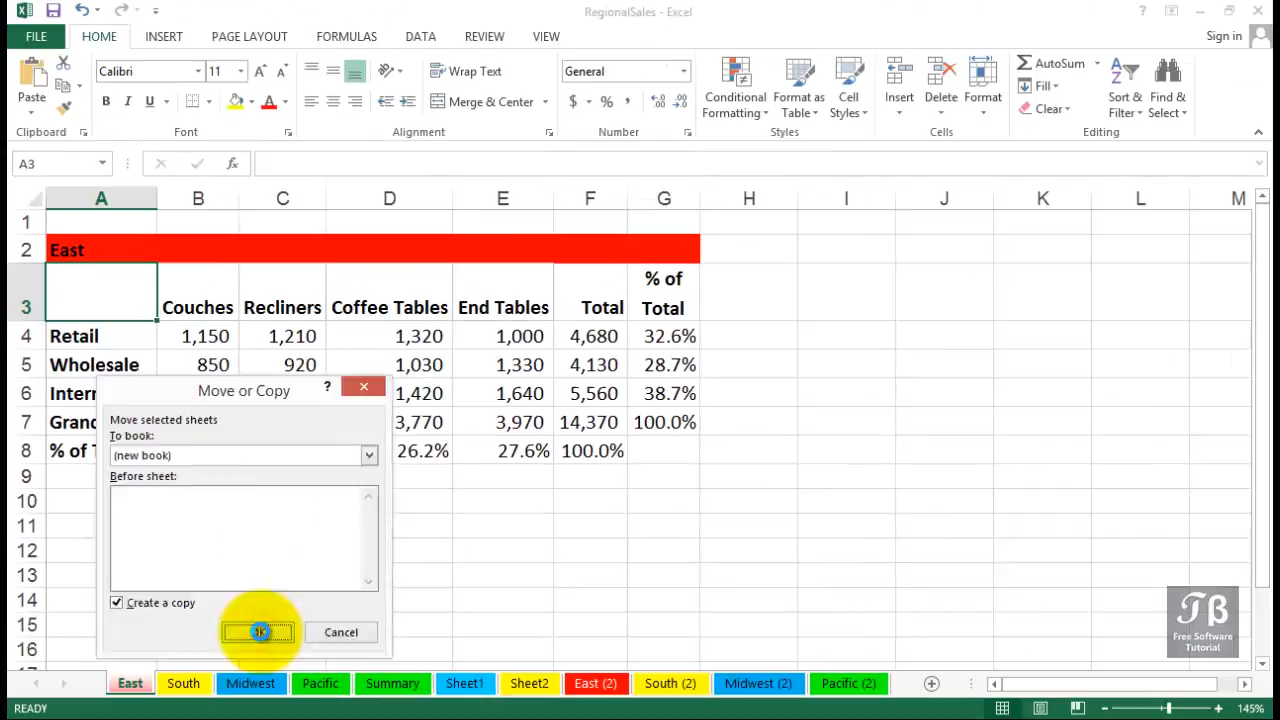 RegionalSales - Excel
?
FILE HOME INSERT PAGE LAYOUT FORMULAS DATA REVIEW VIEW Sign in
Calibri 11 A A Wrap Text General AutoSum
Paste B I U A Merge & Center $ % , Conditional Formatting Format as Table Cell Styles Insert Delete Format Fill Clear Sort & Filter Find & Select
Clipboard Font Alignment Number Styles Cells Editing
A3 fx
A B C D E F G H I J K L M
1
2 East
3 Couches Recliners Coffee Tables End Tables Total % of Total
4 Retail 1,150 1,210 1,320 1,000 4,680 32.6%
5 Wholesale 850 920 1,030 1,330 4,130 28.7%
6 Intern 1,420 1,640 5,560 38.7%
7 Grand 3,770 3,970 14,370 100.0%
8 % of T 26.2% 27.6% 100.0%
9
10
11
12
13
14
15
16
17
Move or Copy ?
Move selected sheets
To book:
(new book)
Before sheet:
Create a copy
OK Cancel
TB
Free Software
Tutorial
East South Midwest Pacific Summary Sheet1 Sheet2 East (2) South (2) Midwest (2) Pacific (2)
READY 145%